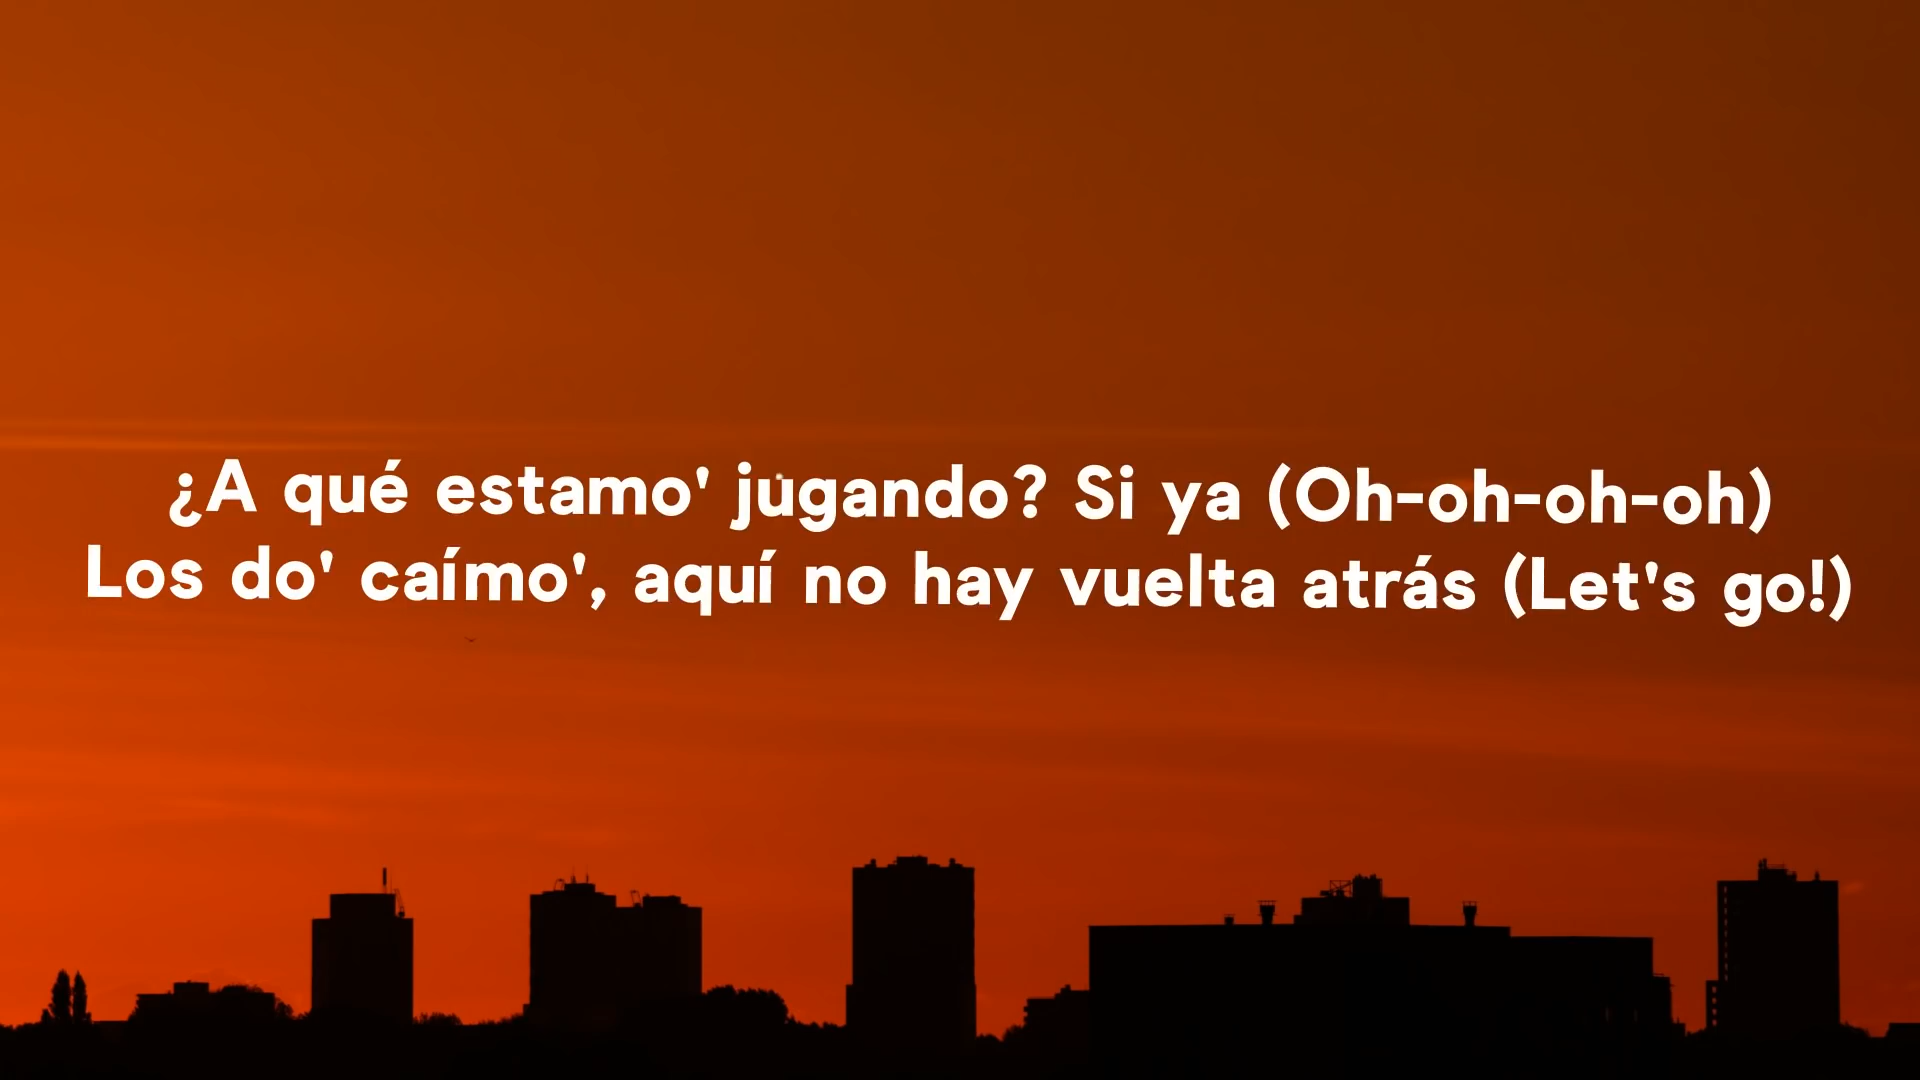 ¿A qué estamo' jugando? Si ya (Oh-oh-oh-oh)
Los do' caímo', aquí no hay vuelta atrás (Let's go!)